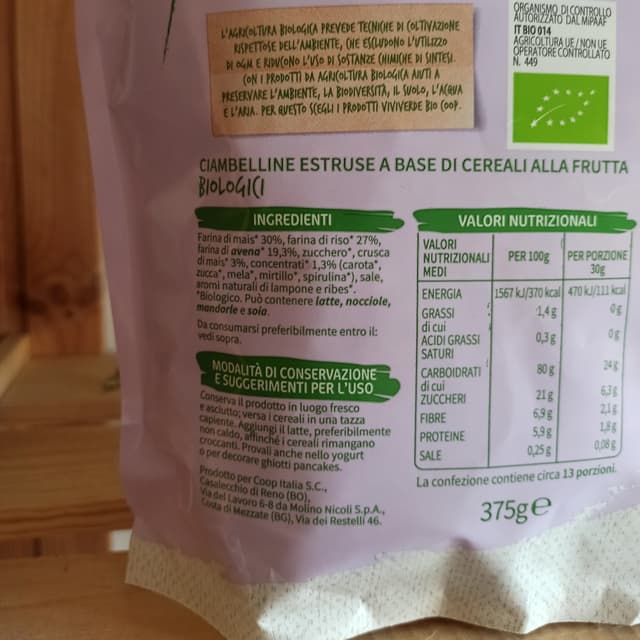 L'AGRICOLTURA BIOLOGICA PREVEDE TECNICHE DI COLTIVAZIONE
RISPETTOSE DELL'AMBIENTE, CHE ESCLUDONO L'UTILIZZO
DI OGM E RIDUCONO L'USO DI SOSTANZE CHIMICHE DI SINTESI.
CON I PRODOTTI DA AGRICOLTURA BIOLOGICA AIUTI A
PRESERVARE L'AMBIENTE, LA BIODIVERSITÀ, IL SUOLO, L'ACQUA
E L'ARIA. PER QUESTO SCEGLI I PRODOTTI VIVIVERDE BIO COOP.
ORGANISMO DI CONTROLLO
AUTORIZZATO DAL MIPAAF
IT BIO 014
AGRICOLTURA UE / NON UE
OPERATORE CONTROLLATO
N. 449
CIAMBELLINE ESTRUSE A BASE DI CEREALI ALLA FRUTTA
BIOLOGICI
INGREDIENTI
Farina di mais* 30%, farina di riso* 27%,
farina di avena* 19,3%, zucchero*, crusca
di mais* 3%, concentrati* 1,3% (carota*,
zucca*, mela*, mirtillo*, spirulina*), sale,
aromi naturali di lampone e ribes*.
*Biologico. Può contenere latte, nocciole,
mandorle e soia.
Da consumarsi preferibilmente entro il:
vedi sopra.
MODALITÀ DI CONSERVAZIONE
E SUGGERIMENTI PER L'USO
Conserva il prodotto in luogo fresco
e asciutto; versa i cereali in una tazza
capiente. Aggiungi il latte, preferibilmente
non caldo, affinché i cereali rimangano
croccanti. Provali anche nello yogurt
o per decorare ghiotti pancakes.
Prodotto per Coop Italia S.C.,
Casalecchio di Reno (BO),
Via del Lavoro 6-8 da Molino Nicoli S.p.A.,
Costa di Mezzate (BG), Via dei Restelli 46.
VALORI NUTRIZIONALI
VALORI NUTRIZIONALI MEDI PER 100g PER PORZIONE 30g
ENERGIA 1567 kJ/370 kcal 470 kJ/111 kcal
GRASSI 1,4 g 0g
di cui
ACIDI GRASSI SATURI 0,3 g 0g
CARBOIDRATI 80 g 24g
di cui
ZUCCHERI 21 g 6,3g
FIBRE 6,9 g 2,1g
PROTEINE 5,9 g 1,8g
SALE 0,25 g 0,08 g
La confezione contiene circa 13 porzioni.
375g e